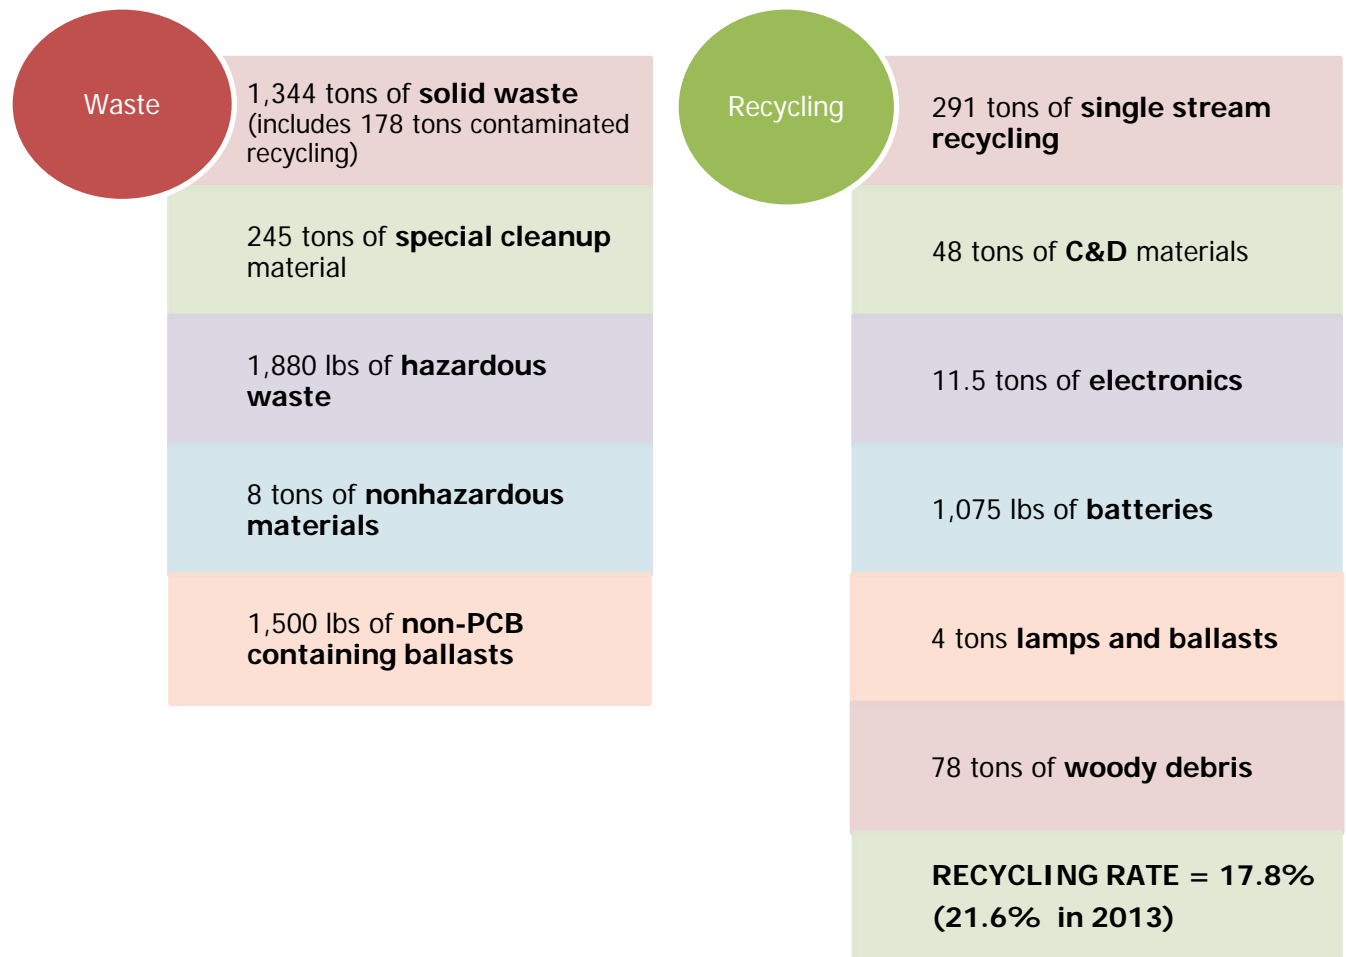 Waste
1,344 tons of solid waste
(includes 178 tons contaminated
recycling)
245 tons of special cleanup
material
1,880 lbs of hazardous
waste
8 tons of nonhazardous
materials
1,500 lbs of non-PCB
containing ballasts
Recycling
291 tons of single stream
recycling
48 tons of C&D materials
11.5 tons of electronics
1,075 lbs of batteries
4 tons lamps and ballasts
78 tons of woody debris
RECYCLING RATE = 17.8%
(21.6% in 2013)